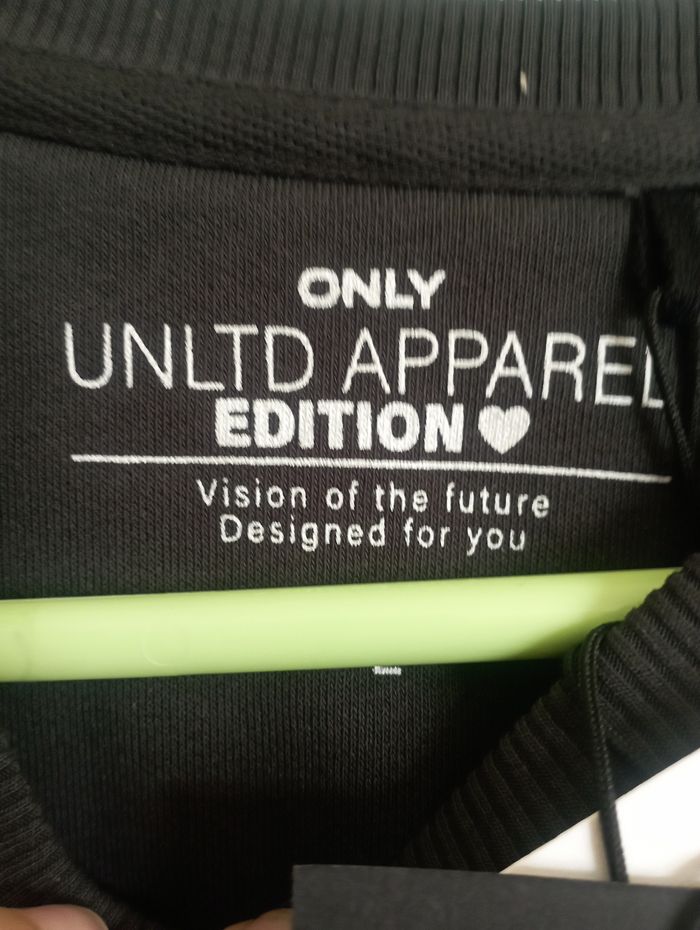 ONLY
UNLTD APPAREL
EDITION
Vision of the future
Designed for you